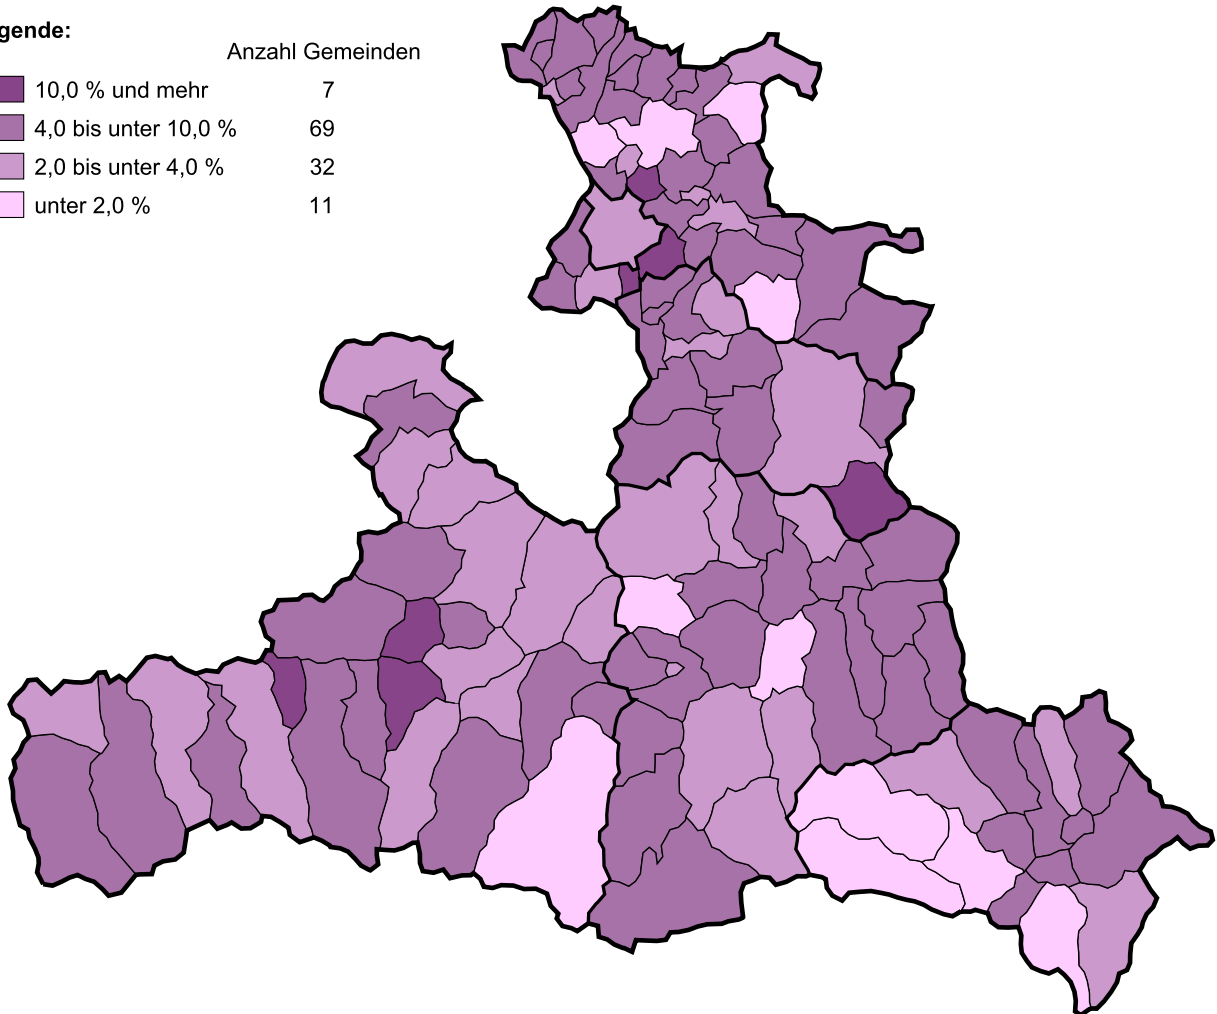 gende:
Anzahl Gemeinden
10,0 % und mehr 7
4,0 bis unter 10,0 % 69
2,0 bis unter 4,0 % 32
unter 2,0 % 11